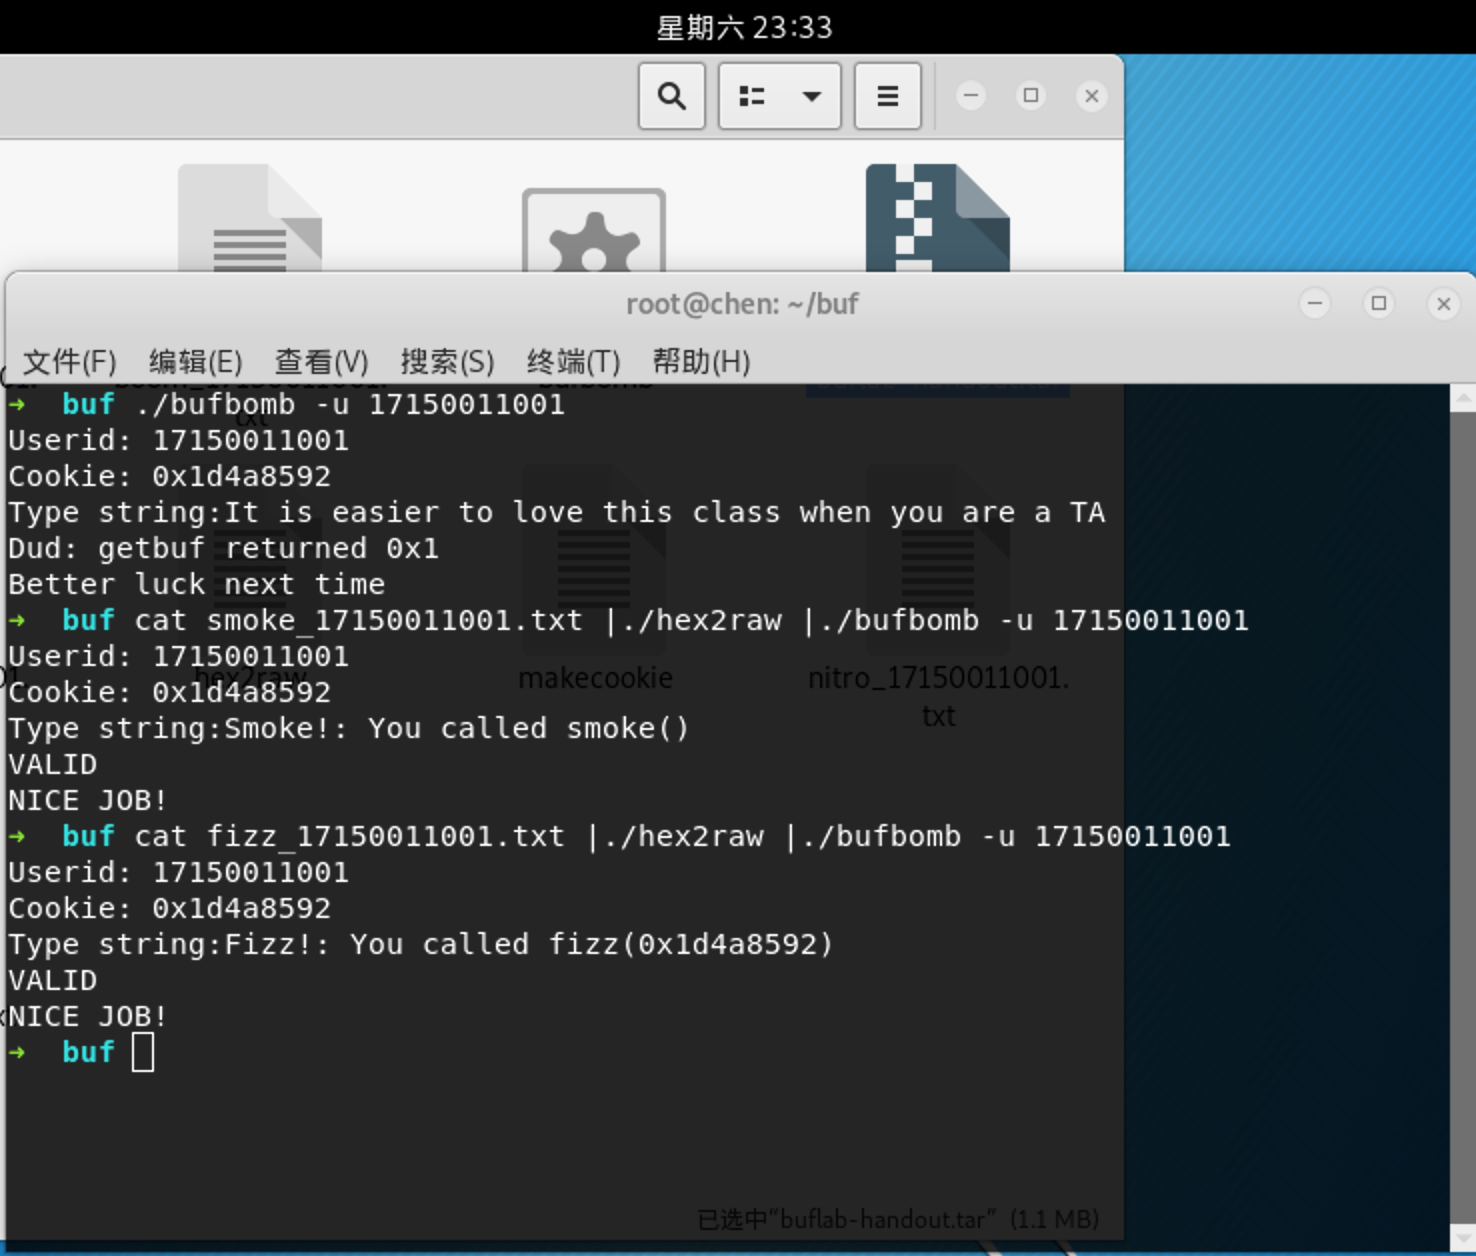 星期六 23:33
root@chen: ~/buf
文件(F) 编辑(E) 查看(V) 搜索(S) 终端(T) 帮助(H)
➜ buf ./bufbomb -u 17150011001
txt
Userid: 17150011001
Cookie: 0x1d4a8592
Type string:It is easier to love this class when you are a TA
Dud: getbuf returned 0x1
Better luck next time
➜ buf cat smoke_17150011001.txt |./hex2raw |./bufbomb -u 17150011001
Userid: 17150011001
hex2raw makecookie nitro_17150011001.
txt
Cookie: 0x1d4a8592
Type string:Smoke!: You called smoke()
VALID
NICE JOB!
➜ buf cat fizz_17150011001.txt |./hex2raw |./bufbomb -u 17150011001
Userid: 17150011001
Cookie: 0x1d4a8592
Type string:Fizz!: You called fizz(0x1d4a8592)
VALID
NICE JOB!
➜ buf
已选中"buflab-handout.tar" (1.1 MB)